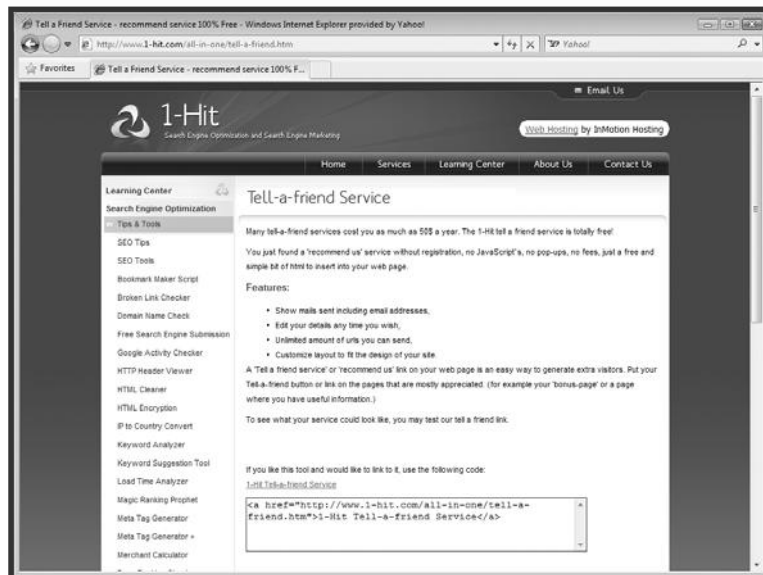 Tell a Friend Service - recommend service 100% Free - Windows Internet Explorer provided by Yahoo!
http://www.1-hit.com/all-in-one/tell-a-friend.htm
Yahoo!
Favorites
Tell a Friend Service - recommend service 100% F...
Email Us
1-Hit
Search Engine Optimization and Search Engine Marketing
Web Hosting by InMotion Hosting
Home Services Learning Center About Us Contact Us
Learning Center
Search Engine Optimization
Tips & Tools
SEO Tips
SEO Tools
Bookmark Maker Script
Broken Link Checker
Domain Name Check
Free Search Engine Submission
Google Activity Checker
HTTP Header Viewer
HTML Cleaner
HTML Encryption
IP to Country Convert
Keyword Analyzer
Keyword Suggestion Tool
Load Time Analyzer
Magic Ranking Prophet
Meta Tag Generator
Meta Tag Generator +
Merchant Calculator
Tell-a-friend Service
Many tell-a-friend services cost you as much as 50$ a year. The 1-Hit tell a friend service is totally free!
You just found a 'recommend us' service without registration, no JavaScript's, no pop-ups, no fees, just a free and
simple bit of html to insert into your web page.
Features:
• Show mails sent including email addresses,
• Edit your details any time you wish,
• Unlimited amount of urls you can send,
• Customize layout to fit the design of your site.
A 'Tell a friend service' or 'recommend us' link on your web page is an easy way to generate extra visitors. Put your
Tell-a-friend button or link on the pages that are mostly appreciated. (for example your 'bonus-page' or a page
where you have useful information.)
To see what your service could look like, you may test our tell a friend link.
If you like this tool and would like to link to it, use the following code:
1-Hit Tell-a-friend Service
<a href="http://www.1-hit.com/all-in-one/tell-a-
friend.htm">1-Hit Tell-a-friend Service</a>